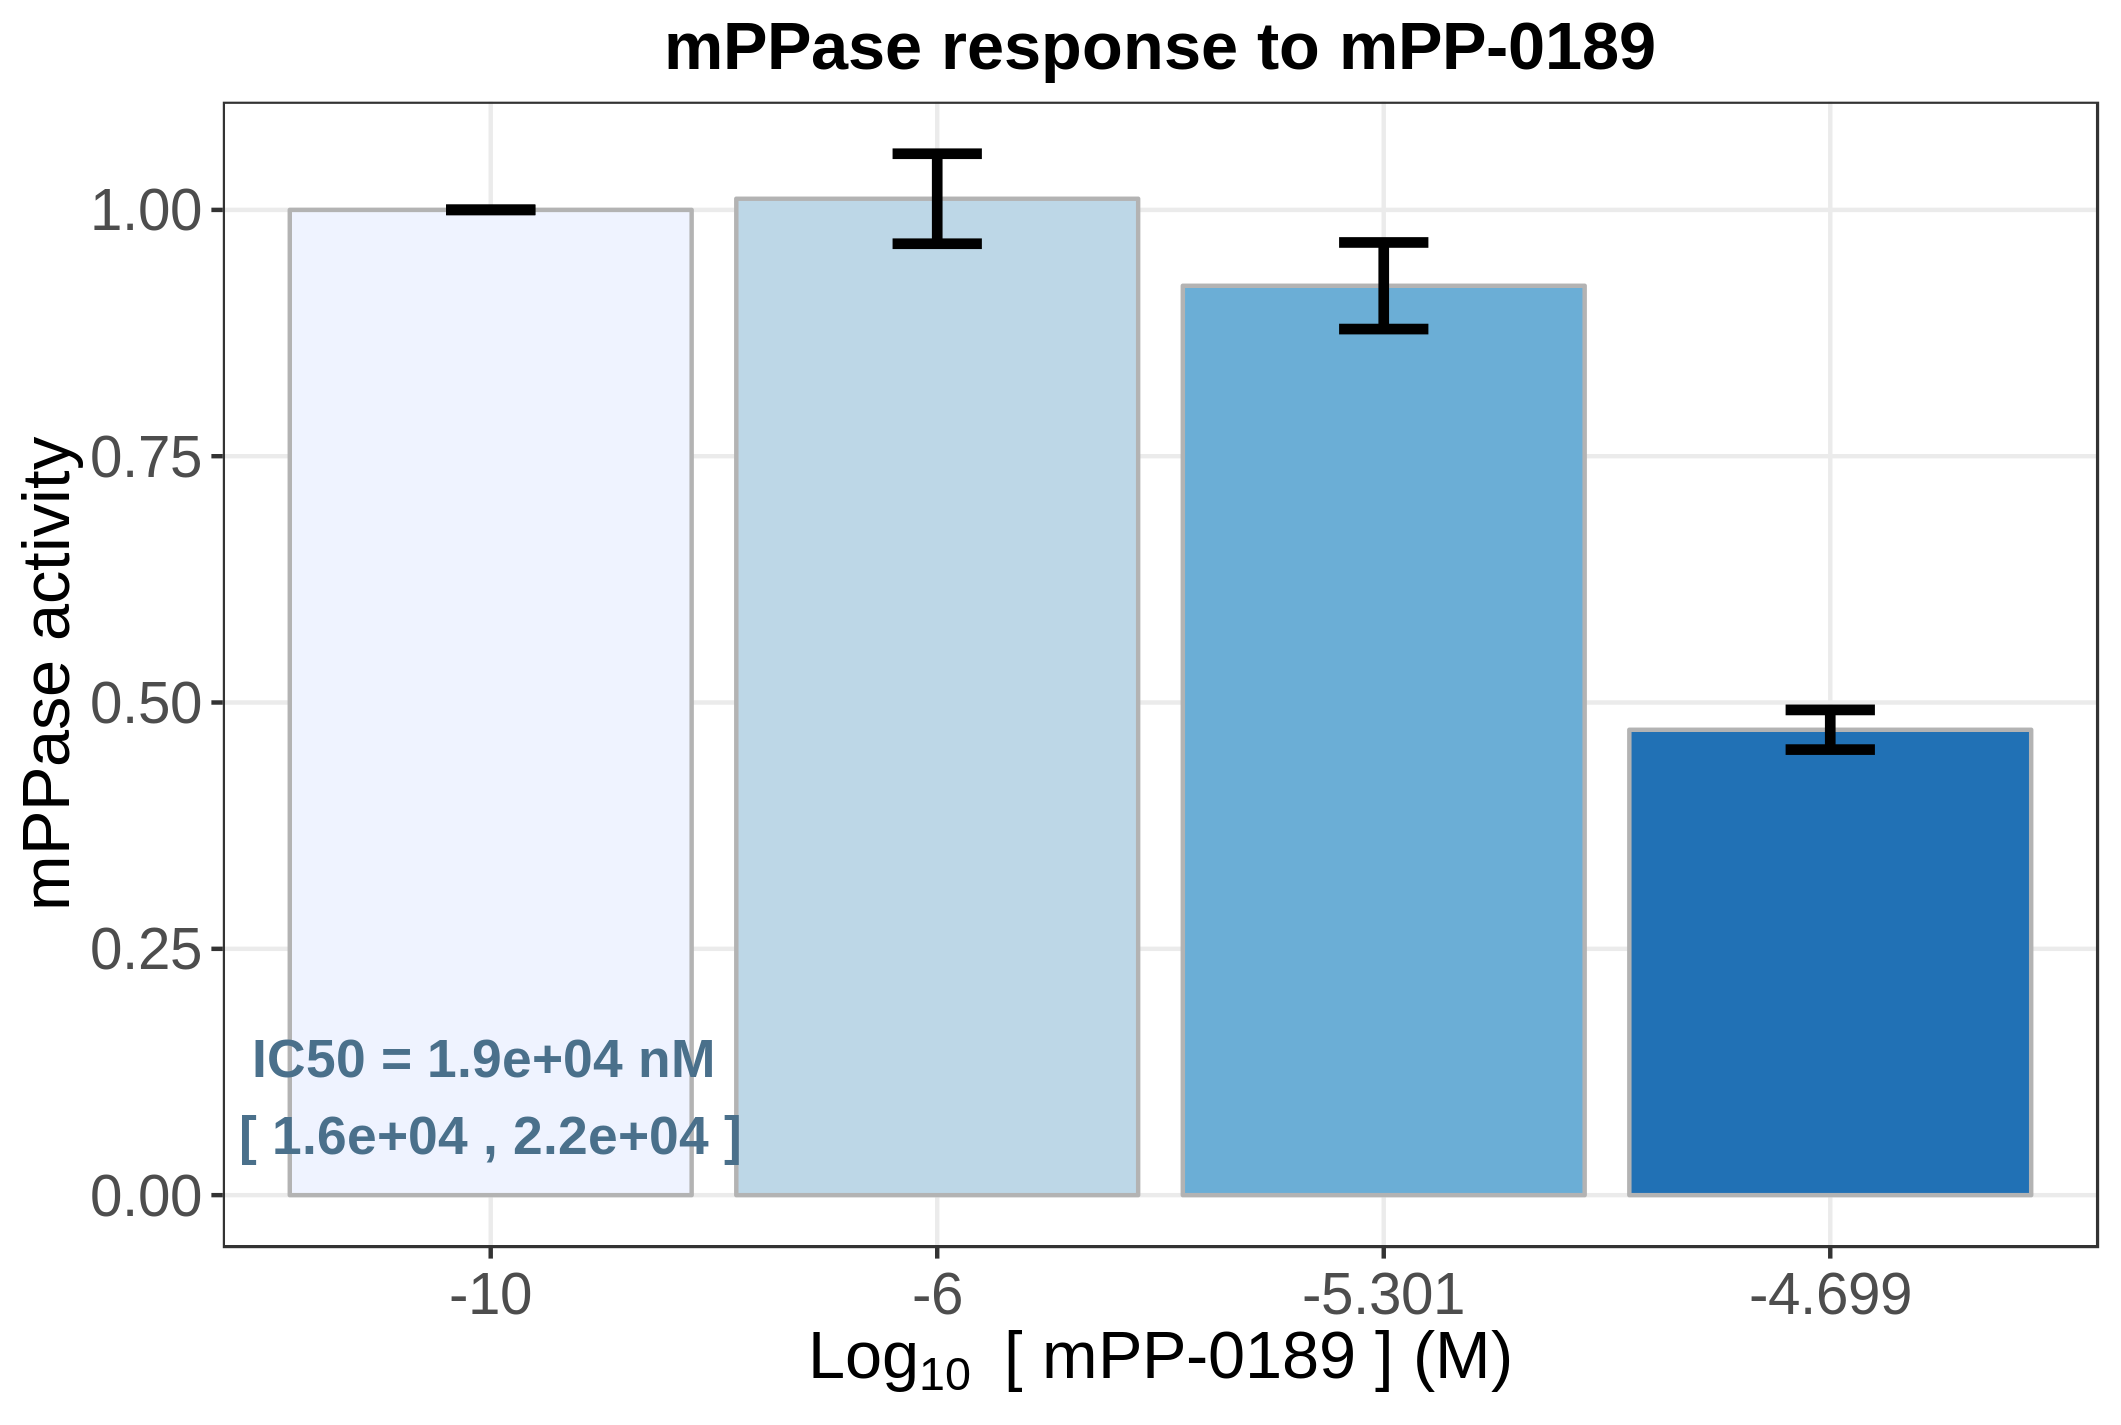 mPPase response to mPP-0189
mPPase activity
1.00
0.75
0.50
0.25
0.00
IC50 = 1.9e+04 nM
[ 1.6e+04 , 2.2e+04 ]
-10 -6 -5.301 -4.699
Log10 [ mPP-0189 ] (M)